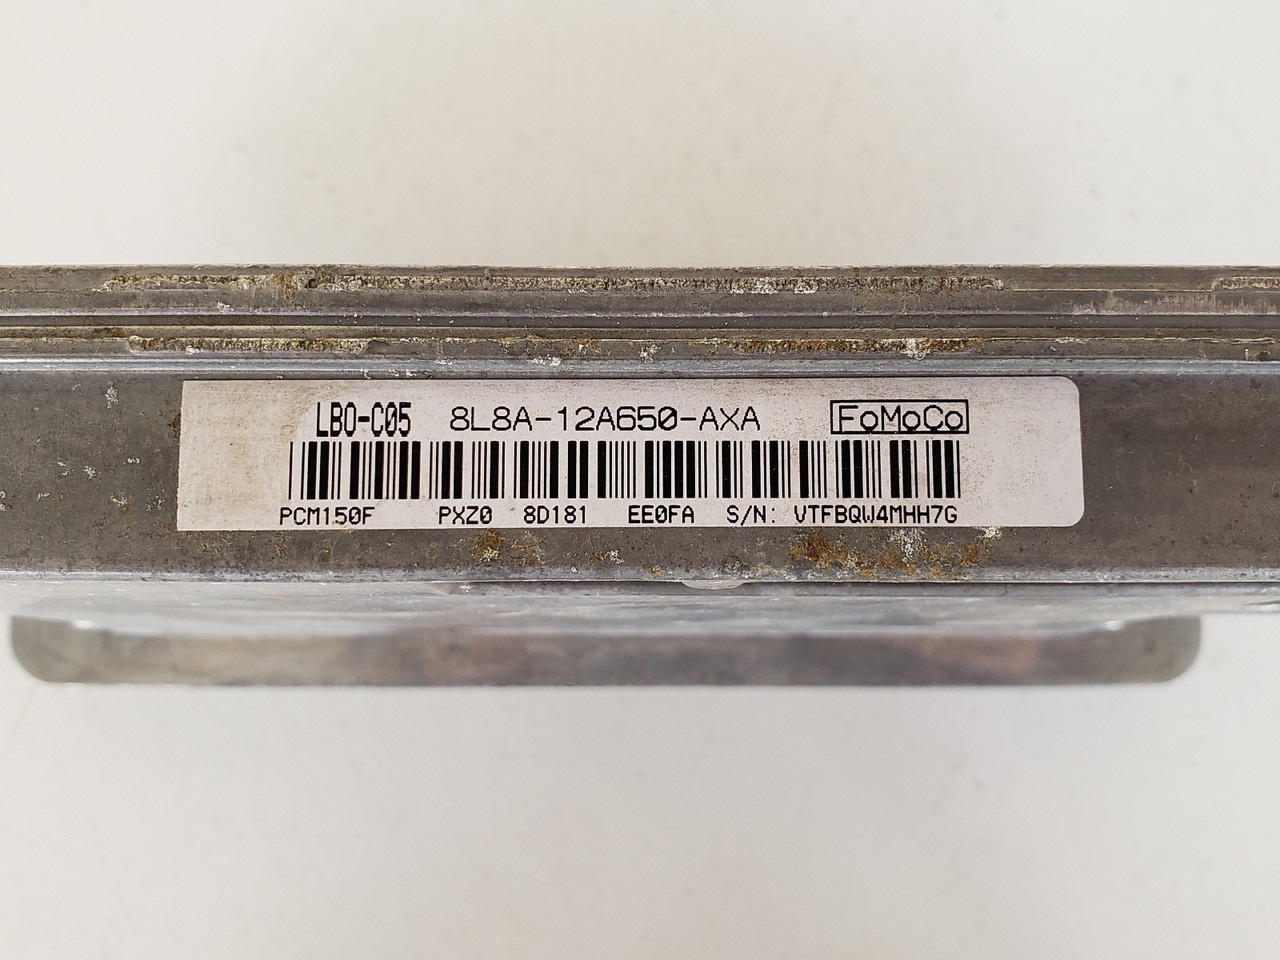 LBO-C05 8L8A-12A650-AXA FoMoCo
PCM150F PXZ0 8D181 EE0FA S/N: VTFBQW4MHH7G